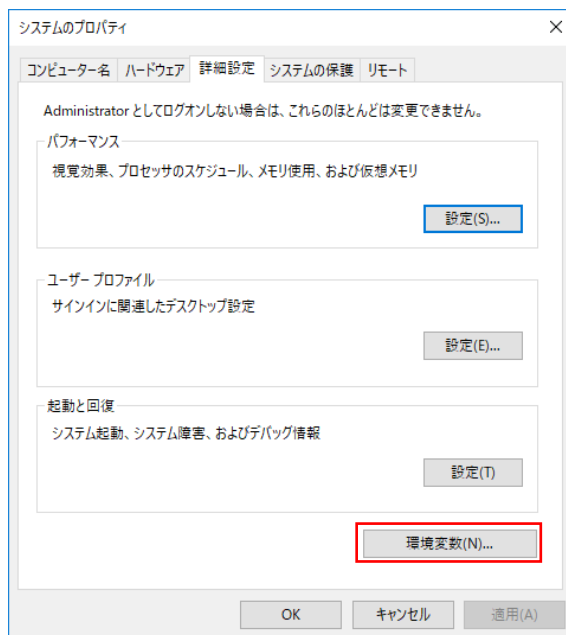 システムのプロパティ
コンピューター名 ハードウェア 詳細設定 システムの保護 リモート
Administrator としてログオンしない場合は、これらのほとんどは変更できません。
パフォーマンス
視覚効果、プロセッサのスケジュール、メモリ使用、および仮想メモリ
設定(S)...
ユーザー プロファイル
サインインに関連したデスクトップ設定
設定(E)...
起動と回復
システム起動、システム障害、およびデバッグ情報
設定(T)
環境変数(N)...
OK キャンセル 適用(A)